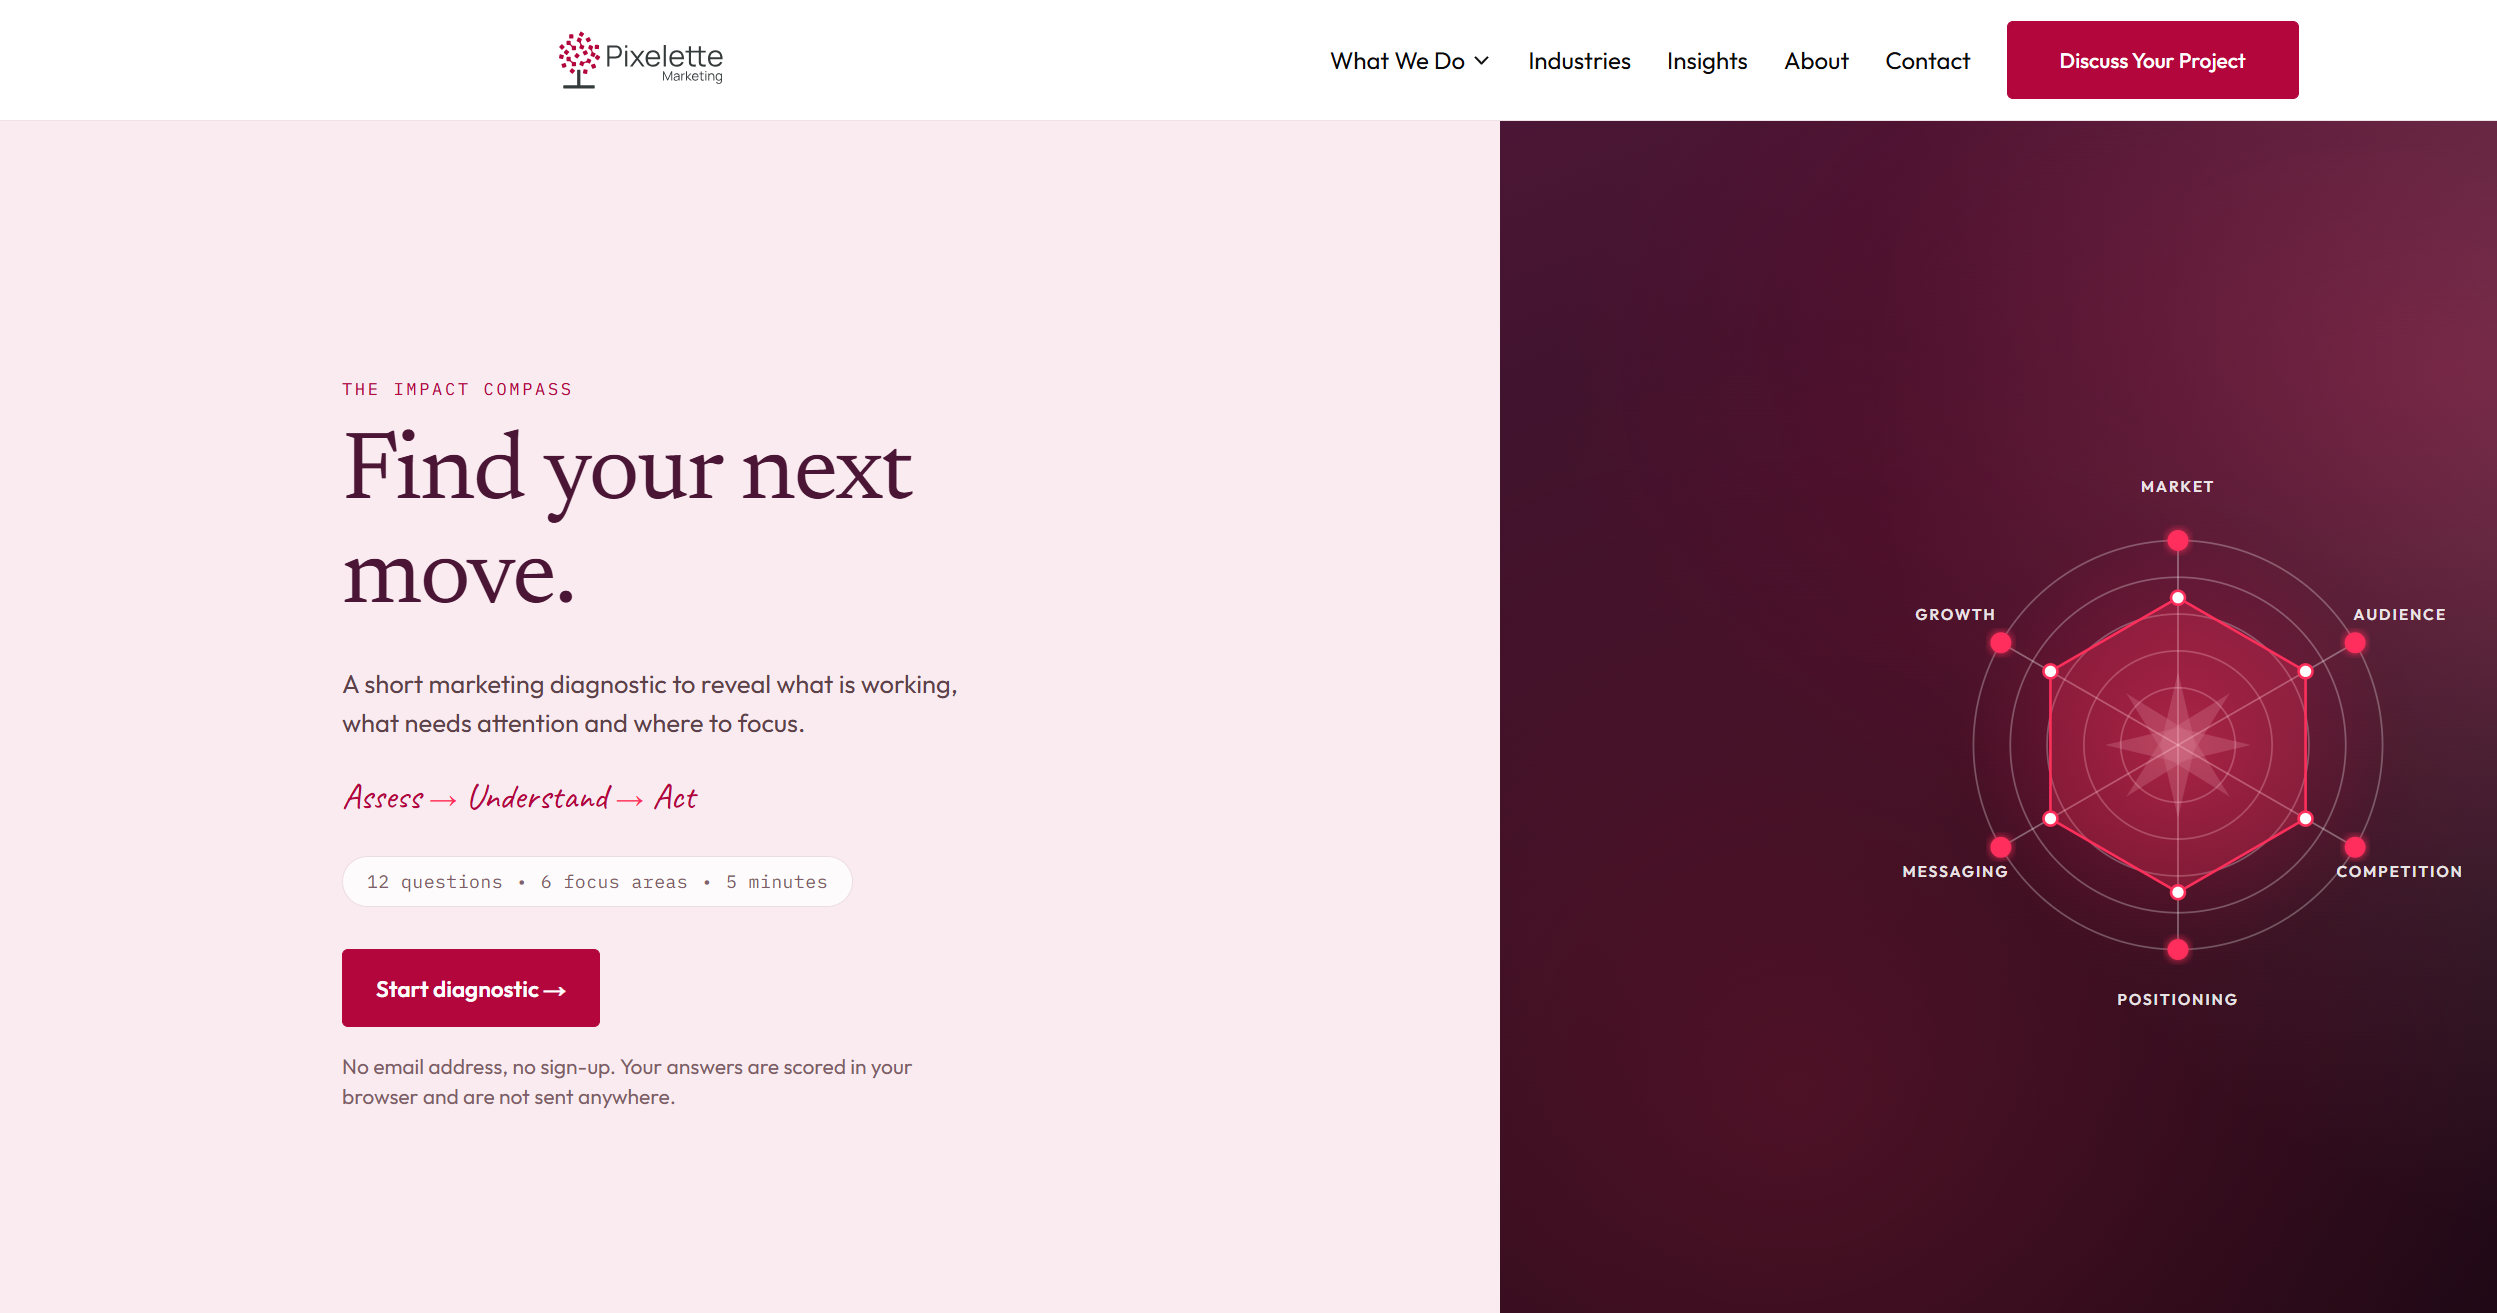 Pixelette
Marketing
What We Do
Industries
Insights
About
Contact
Discuss Your Project
THE IMPACT COMPASS
Find your next
move.
A short marketing diagnostic to reveal what is working,
what needs attention and where to focus.
Assess → Understand → Act
12 questions • 6 focus areas • 5 minutes
Start diagnostic →
No email address, no sign-up. Your answers are scored in your
browser and are not sent anywhere.
MARKET
GROWTH
AUDIENCE
MESSAGING
COMPETITION
POSITIONING